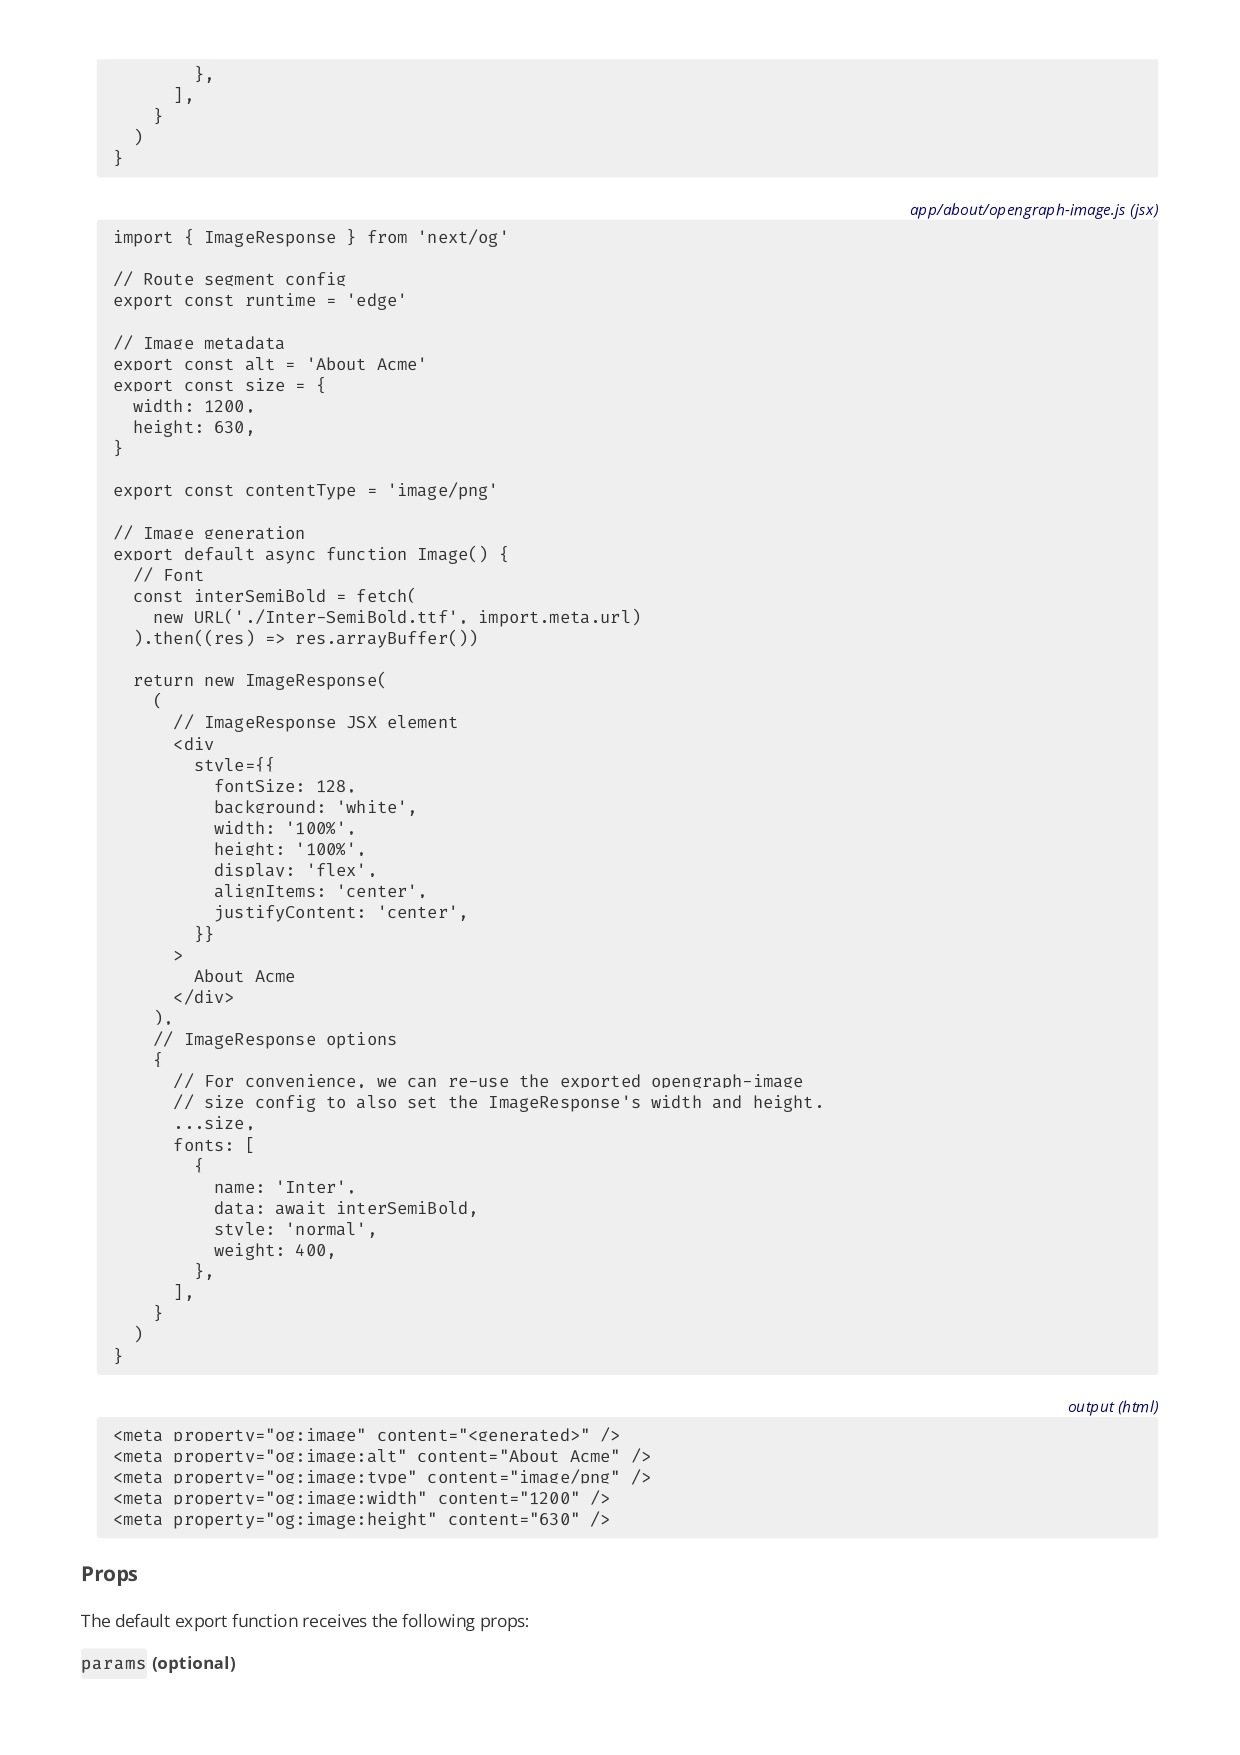 },
      ],
    }
  )
}
app/about/opengraph-image.js (jsx)
import { ImageResponse } from 'next/og'

// Route segment config
export const runtime = 'edge'

// Image metadata
export const alt = 'About Acme'
export const size = {
  width: 1200,
  height: 630,
}

export const contentType = 'image/png'

// Image generation
export default async function Image() {
  // Font
  const interSemiBold = fetch(
    new URL('./Inter-SemiBold.ttf', import.meta.url)
  ).then((res) => res.arrayBuffer())

  return new ImageResponse(
    (
      // ImageResponse JSX element
      <div
        style={{
          fontSize: 128,
          background: 'white',
          width: '100%',
          height: '100%',
          display: 'flex',
          alignItems: 'center',
          justifyContent: 'center',
        }}
      >
        About Acme
      </div>
    ),
    // ImageResponse options
    {
      // For convenience, we can re-use the exported opengraph-image
      // size config to also set the ImageResponse's width and height.
      ...size,
      fonts: [
        {
          name: 'Inter',
          data: await interSemiBold,
          style: 'normal',
          weight: 400,
        },
      ],
    }
  )
}
output (html)
<meta property="og:image" content="<generated>" />
<meta property="og:image:alt" content="About Acme" />
<meta property="og:image:type" content="image/png" />
<meta property="og:image:width" content="1200" />
<meta property="og:image:height" content="630" />
Props
The default export function receives the following props:
params (optional)